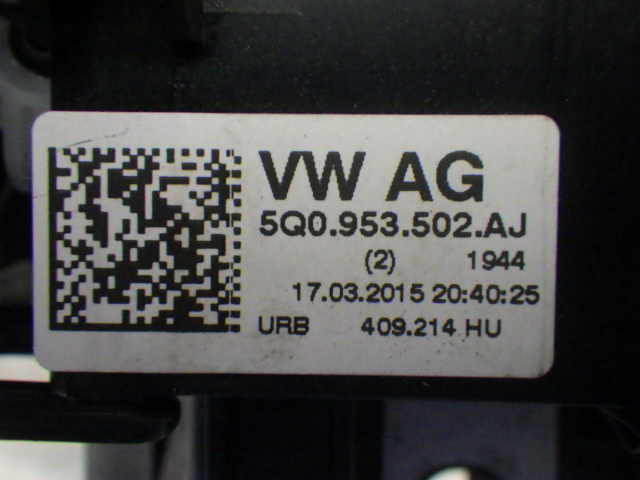 VW AG
5Q0.953.502.AJ
(2) 1944
17.03.2015 20:40:25
URB 409.214 HU